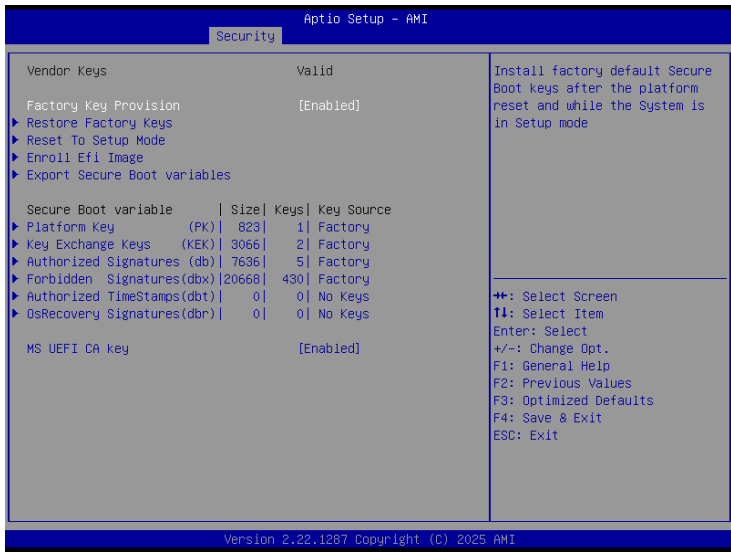 Aptio Setup - AMI
Security
Vendor Keys Valid
Factory Key Provision [Enabled]
Restore Factory Keys
Reset To Setup Mode
Enroll Efi Image
Export Secure Boot variables
Secure Boot variable | Size| Keys| Key Source
Platform Key (PK)| 823| 1| Factory
Key Exchange Keys (KEK)| 3066| 2| Factory
Authorized Signatures (db)| 7636| 5| Factory
Forbidden Signatures(dbx)|20668| 430| Factory
Authorized TimeStamps(dbt)| 0| 0| No Keys
OsRecovery Signatures(dbr)| 0| 0| No Keys
MS UEFI CA key [Enabled]
Install factory default Secure
Boot keys after the platform
reset and while the System is
in Setup mode
→←: Select Screen
↑↓: Select Item
Enter: Select
+/-: Change Opt.
F1: General Help
F2: Previous Values
F3: Optimized Defaults
F4: Save & Exit
ESC: Exit
Version 2.22.1287 Copyright (C) 2025 AMI